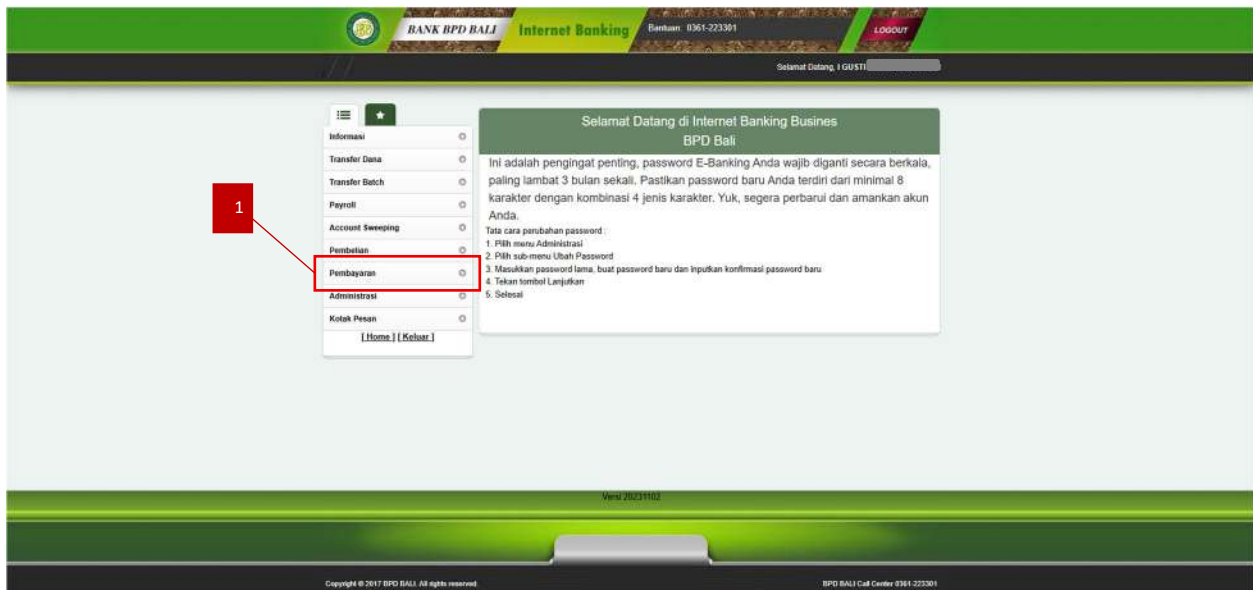 BPD
BANK BPD BALI
Internet Banking
Bantuan: 0361-223301
LOGOUT
Selamat Datang, I GUSTI
Informasi
Transfer Dana
Transfer Batch
Payroll
Account Sweeping
Pembelian
Pembayaran
Administrasi
Kotak Pesan
[ Home ] [ Keluar ]
1
Selamat Datang di Internet Banking Busines
BPD Bali
Ini adalah pengingat penting, password E-Banking Anda wajib diganti secara berkala,
paling lambat 3 bulan sekali. Pastikan password baru Anda terdiri dari minimal 8
karakter dengan kombinasi 4 jenis karakter. Yuk, segera perbarui dan amankan akun
Anda.
Tata cara perubahan password :
1. Pilih menu Administrasi
2. Pilih sub-menu Ubah Password
3. Masukkan password lama, buat password baru dan inputkan konfirmasi password baru
4. Tekan tombol Lanjutkan
5. Selesai
Versi 20231102
Copyright © 2017 BPD BALI. All rights reserved
BPD BALI Call Center 0361-223301